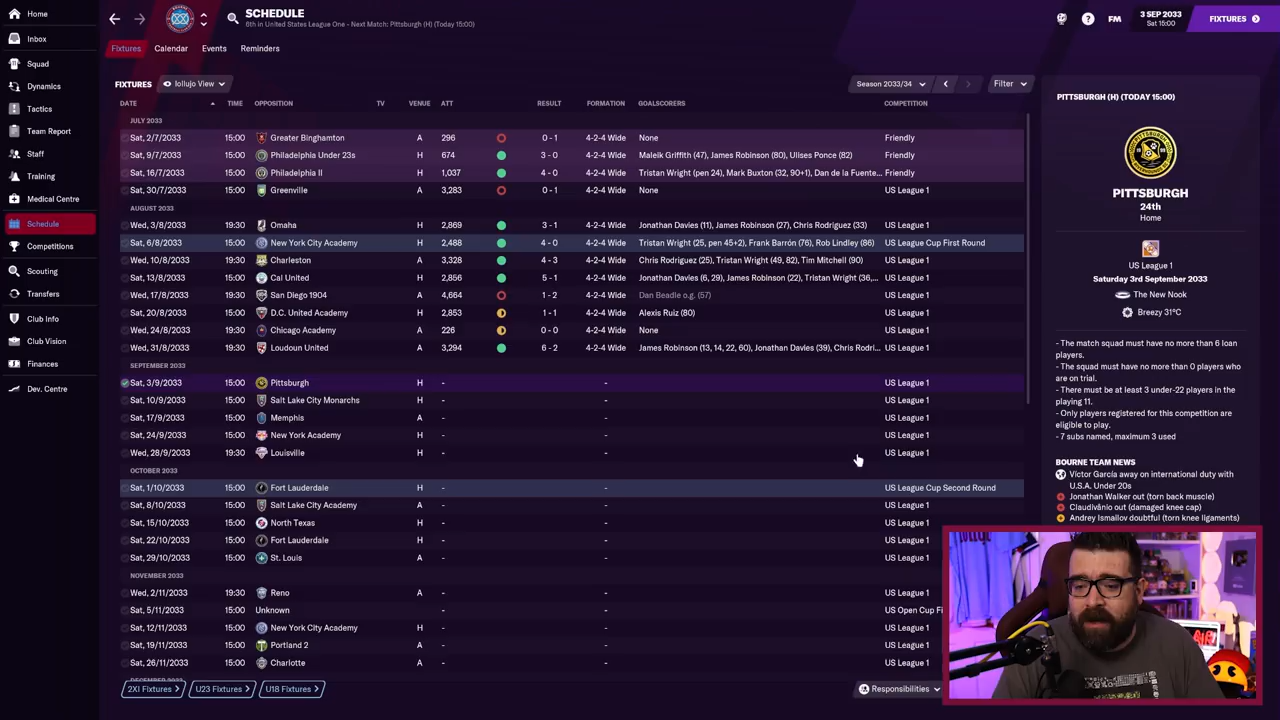 Home
Inbox
Squad
Dynamics
Tactics
Team Report
Staff
Training
Medical Centre
Schedule
Competitions
Scouting
Transfers
Club Info
Club Vision
Finances
Dev. Centre
SCHEDULE
6th in United States League One - Next Match: Pittsburgh (H) (Today 15:00)
FM
3 SEP 2033
Sat 15:00
FIXTURES
Fixtures Calendar Events Reminders
FIXTURES lollujo View Season 2033/34 Filter
DATE TIME OPPOSITION TV VENUE ATT RESULT FORMATION GOALSCORERS COMPETITION
JULY 2033
Sat, 2/7/2033 15:00 Greater Binghamton A 296 0 - 1 4-2-4 Wide None Friendly
Sat, 9/7/2033 15:00 Philadelphia Under 23s H 674 3 - 0 4-2-4 Wide Maleik Griffith (47), James Robinson (80), Ulises Ponce (82) Friendly
Sat, 16/7/2033 15:00 Philadelphia II H 1,037 4 - 0 4-2-4 Wide Tristan Wright (pen 24), Mark Buxton (32, 90+1), Dan de la Fuente... Friendly
Sat, 30/7/2033 15:00 Greenville A 3,283 0 - 1 4-2-4 Wide None US League 1
AUGUST 2033
Wed, 3/8/2033 19:30 Omaha H 2,869 3 - 1 4-2-4 Wide Jonathan Davies (11), James Robinson (27), Chris Rodriguez (33) US League 1
Sat, 6/8/2033 15:00 New York City Academy H 2,488 4 - 0 4-2-4 Wide Tristan Wright (25, pen 45+2), Frank Barrón (76), Rob Lindley (86) US League Cup First Round
Wed, 10/8/2033 19:30 Charleston A 3,328 4 - 3 4-2-4 Wide Chris Rodriguez (25), Tristan Wright (49, 82), Tim Mitchell (90) US League 1
Sat, 13/8/2033 15:00 Cal United H 2,856 5 - 1 4-2-4 Wide Jonathan Davies (6, 29), James Robinson (22), Tristan Wright (36,... US League 1
Wed, 17/8/2033 19:30 San Diego 1904 A 4,664 1 - 2 4-2-4 Wide Dan Beadle o.g. (57) US League 1
Sat, 20/8/2033 15:00 D.C. United Academy H 2,853 1 - 1 4-2-4 Wide Alexis Ruiz (80) US League 1
Wed, 24/8/2033 19:30 Chicago Academy A 226 0 - 0 4-2-4 Wide None US League 1
Wed, 31/8/2033 19:30 Loudoun United A 3,294 6 - 2 4-2-4 Wide James Robinson (13, 14, 22, 60), Jonathan Davies (39), Chris Rodri... US League 1
SEPTEMBER 2033
Sat, 3/9/2033 15:00 Pittsburgh H - - US League 1
Sat, 10/9/2033 15:00 Salt Lake City Monarchs H - - US League 1
Sat, 17/9/2033 15:00 Memphis A - - US League 1
Sat, 24/9/2033 15:00 New York Academy H - - US League 1
Wed, 28/9/2033 19:30 Louisville H - - US League 1
OCTOBER 2033
Sat, 1/10/2033 15:00 Fort Lauderdale H - - US League Cup Second Round
Sat, 8/10/2033 15:00 Salt Lake City Academy A - - US League 1
Sat, 15/10/2033 15:00 North Texas H - - US League 1
Sat, 22/10/2033 15:00 Fort Lauderdale H - - US League 1
Sat, 29/10/2033 15:00 St. Louis A - - US League 1
NOVEMBER 2033
Wed, 2/11/2033 19:30 Reno A - - US League 1
Sat, 5/11/2033 15:00 Unknown - - US Open Cup Fi
Sat, 12/11/2033 15:00 New York City Academy H - - US League 1
Sat, 19/11/2033 15:00 Portland 2 A - - US League 1
Sat, 26/11/2033 15:00 Charlotte A - - US League 1
2XI Fixtures U23 Fixtures U18 Fixtures Responsibilities
PITTSBURGH (H) (TODAY 15:00)
PITTSBURGH
24th
Home
US League 1
Saturday 3rd September 2033
The New Nook
Breezy 31°C
- The match squad must have no more than 6 loan
players.
- The squad must have no more than 0 players who
are on trial.
- There must be at least 3 under-22 players in the
playing 11.
- Only players registered for this competition are
eligible to play.
- 7 subs named, maximum 3 used
BOURNE TEAM NEWS
Víctor García away on international duty with
U.S.A. Under 20s
Jonathan Walker out (torn back muscle)
Claudivânio out (damaged knee cap)
Andrey Ismailov doubtful (torn knee ligaments)